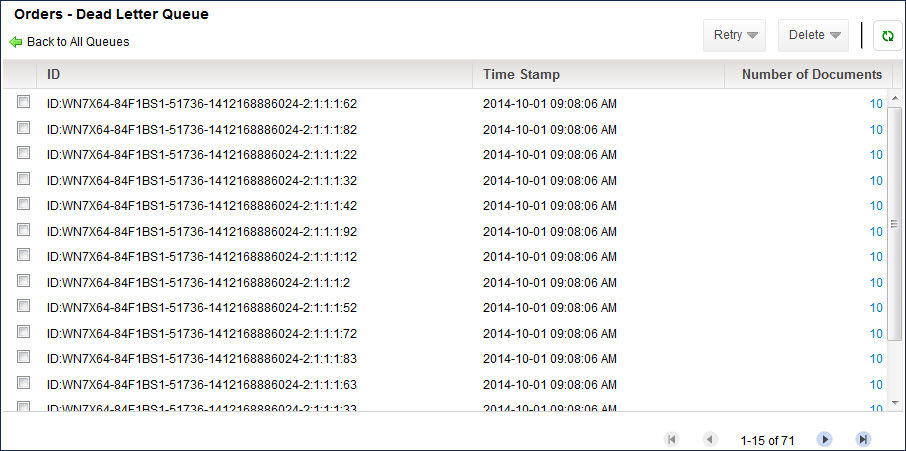 Orders - Dead Letter Queue
Back to All Queues
Retry Delete
ID Time Stamp Number of Documents
ID:WN7X64-84F1BS1-51736-1412168886024-2:1:1:1:62 2014-10-01 09:08:06 AM 10
ID:WN7X64-84F1BS1-51736-1412168886024-2:1:1:1:82 2014-10-01 09:08:06 AM 10
ID:WN7X64-84F1BS1-51736-1412168886024-2:1:1:1:22 2014-10-01 09:08:06 AM 10
ID:WN7X64-84F1BS1-51736-1412168886024-2:1:1:1:32 2014-10-01 09:08:06 AM 10
ID:WN7X64-84F1BS1-51736-1412168886024-2:1:1:1:42 2014-10-01 09:08:06 AM 10
ID:WN7X64-84F1BS1-51736-1412168886024-2:1:1:1:92 2014-10-01 09:08:06 AM 10
ID:WN7X64-84F1BS1-51736-1412168886024-2:1:1:1:12 2014-10-01 09:08:06 AM 10
ID:WN7X64-84F1BS1-51736-1412168886024-2:1:1:1:2 2014-10-01 09:08:06 AM 10
ID:WN7X64-84F1BS1-51736-1412168886024-2:1:1:1:52 2014-10-01 09:08:06 AM 10
ID:WN7X64-84F1BS1-51736-1412168886024-2:1:1:1:72 2014-10-01 09:08:06 AM 10
ID:WN7X64-84F1BS1-51736-1412168886024-2:1:1:1:83 2014-10-01 09:08:06 AM 10
ID:WN7X64-84F1BS1-51736-1412168886024-2:1:1:1:63 2014-10-01 09:08:06 AM 10
ID:WN7X64-84F1BS1-51736-1412168886024-2:1:1:1:33 2014-10-01 09:08:06 AM 10
1-15 of 71